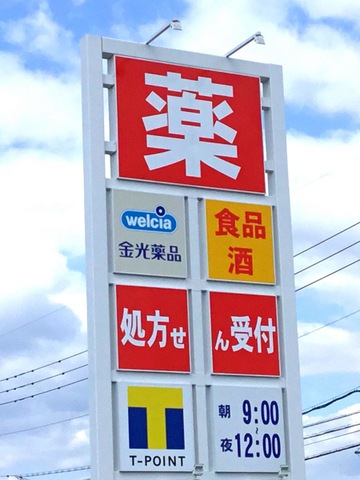 薬
welcia
金光薬品
食品
酒
処方せん受付
T
T-POINT
朝 9:00
~
夜 12:00